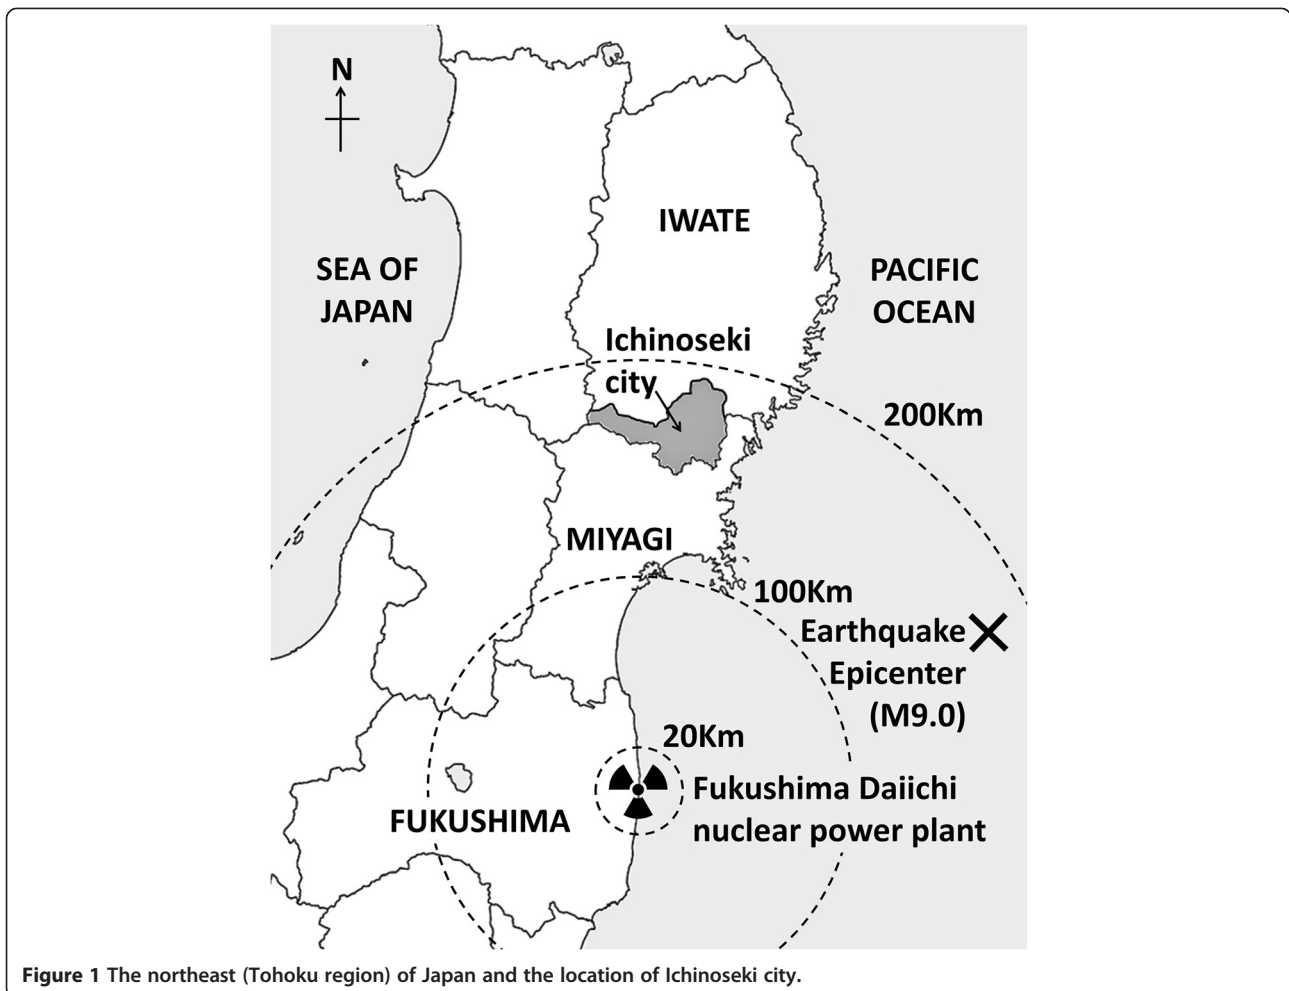 N
IWATE
SEA OF
JAPAN
PACIFIC
OCEAN
Ichinoseki
city
200Km
MIYAGI
100Km
Earthquake
Epicenter
(M9.0)
20Km
Fukushima Daiichi
nuclear power plant
FUKUSHIMA
Figure 1 The northeast (Tohoku region) of Japan and the location of Ichinoseki city.